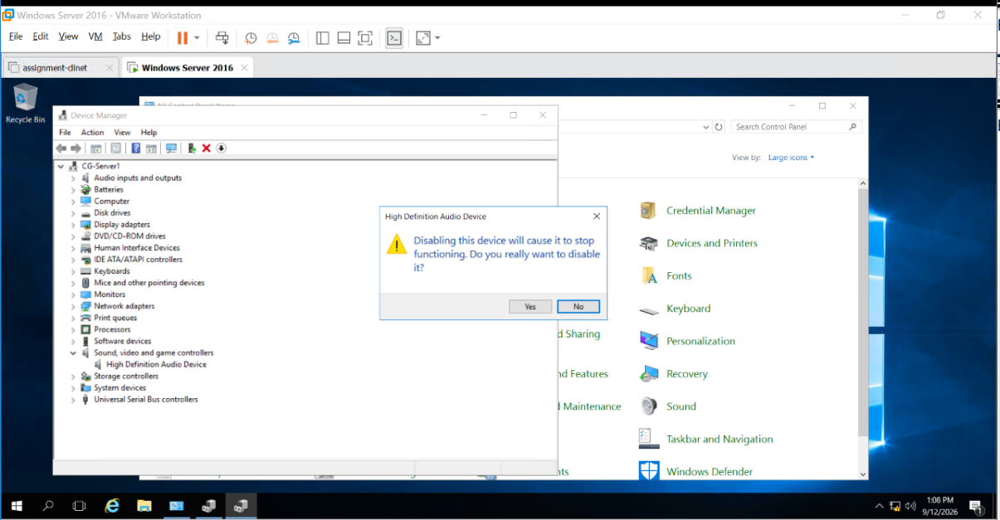 Windows Server 2016 - VMware Workstation
File Edit View VM Tabs Help
assignment-clinet
Windows Server 2016
Recycle Bin
Device Manager
File Action View Help
CG-Server1
Audio inputs and outputs
Batteries
Computer
Disk drives
Display adapters
DVD/CD-ROM drives
Human Interface Devices
IDE ATA/ATAPI controllers
Keyboards
Mice and other pointing devices
Monitors
Network adapters
Print queues
Processors
Software devices
Sound, video and game controllers
High Definition Audio Device
Storage controllers
System devices
Universal Serial Bus controllers
High Definition Audio Device
Disabling this device will cause it to stop
functioning. Do you really want to disable
it?
Yes No
All Control Panel Items
Search Control Panel
View by: Large icons
Credential Manager
Devices and Printers
Fonts
Keyboard
d Sharing
Personalization
nd Features
Recovery
d Maintenance
Sound
Taskbar and Navigation
nts
Windows Defender
1:08 PM
9/12/2026
1